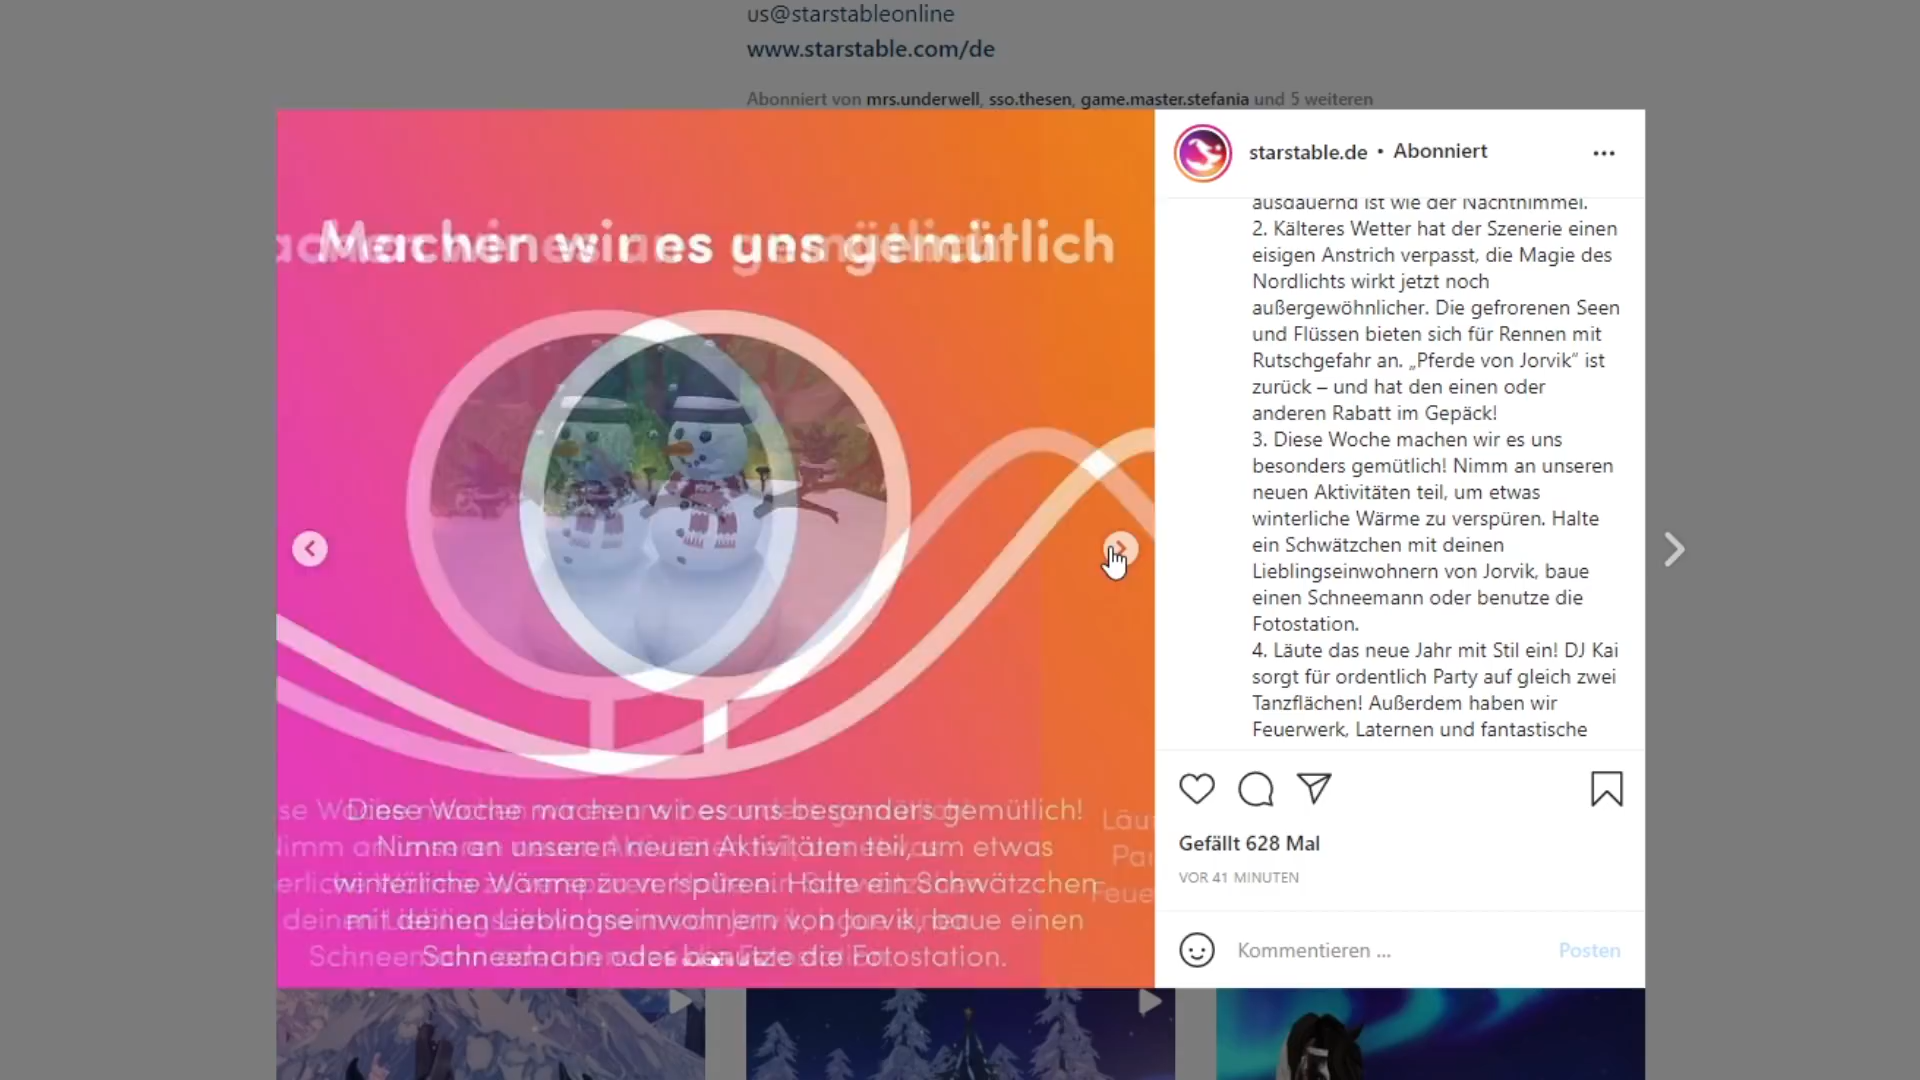 us@starstableonline
www.starstable.com/de
Abonniert von mrs.underwell, sso.thesen, game.master.stefania und 5 weiteren
Machen wir es uns gemütlich
Diese Woche machen wir es uns besonders gemütlich!
Nimm an unseren neuen Aktivitäten teil, um etwas
winterliche Wärme zu verspüren. Halte ein Schwätzchen
mit deinen Lieblingseinwohnern von Jorvik, baue einen
Schneemann oder benutze die Fotostation.
starstable.de • Abonniert
ausdauernd ist wie der Nachthimmel.
2. Kälteres Wetter hat der Szenerie einen
eisigen Anstrich verpasst, die Magie des
Nordlichts wirkt jetzt noch
außergewöhnlicher. Die gefrorenen Seen
und Flüssen bieten sich für Rennen mit
Rutschgefahr an. „Pferde von Jorvik“ ist
zurück – und hat den einen oder
anderen Rabatt im Gepäck!
3. Diese Woche machen wir es uns
besonders gemütlich! Nimm an unseren
neuen Aktivitäten teil, um etwas
winterliche Wärme zu verspüren. Halte
ein Schwätzchen mit deinen
Lieblingseinwohnern von Jorvik, baue
einen Schneemann oder benutze die
Fotostation.
4. Läute das neue Jahr mit Stil ein! DJ Kai
sorgt für ordentlich Party auf gleich zwei
Tanzflächen! Außerdem haben wir
Feuerwerk, Laternen und fantastische
Gefällt 628 Mal
VOR 41 MINUTEN
Kommentieren ...
Posten